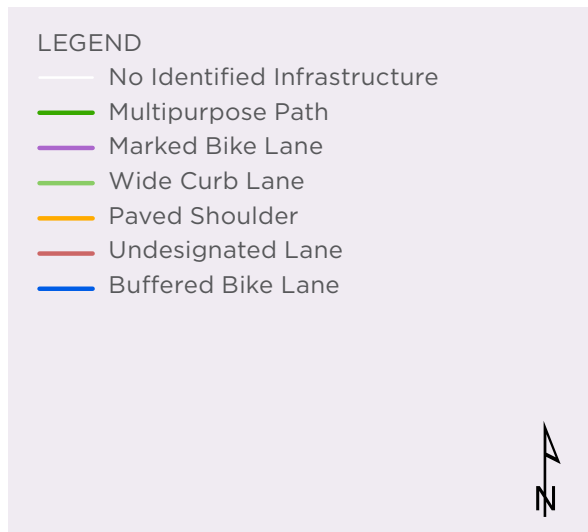 LEGEND
No Identified Infrastructure
Multipurpose Path
Marked Bike Lane
Wide Curb Lane
Paved Shoulder
Undesignated Lane
Buffered Bike Lane
N